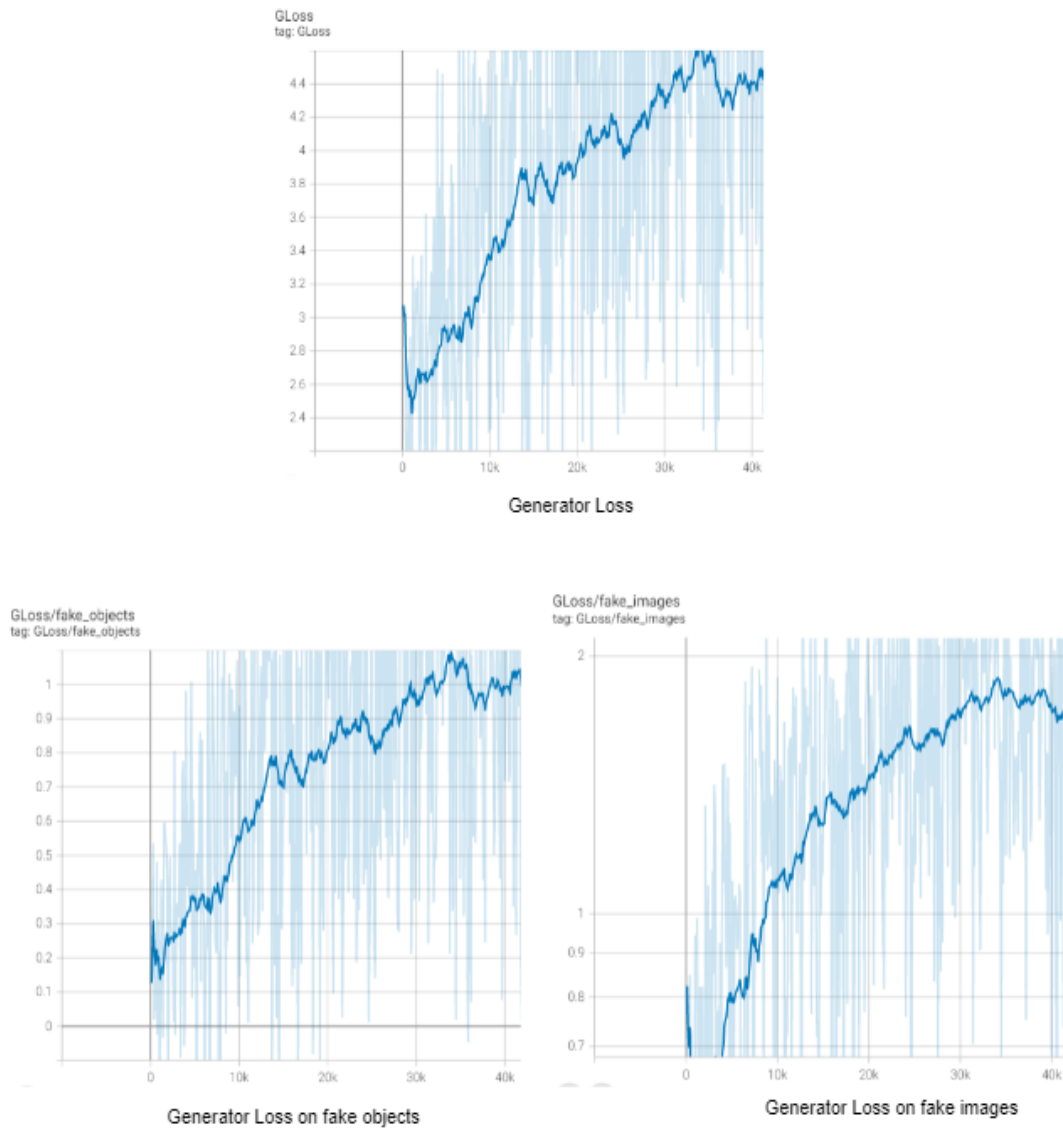 GLoss
tag: GLoss
4.4
4.2
4
3.8
3.6
3.4
3.2
3
2.8
2.6
2.4
0 10k 20k 30k 40k
Generator Loss
GLoss/fake_objects
tag: GLoss/fake_objects
1
0.9
0.8
0.7
0.6
0.5
0.4
0.3
0.2
0.1
0
0 10k 20k 30k 40k
Generator Loss on fake objects
GLoss/fake_images
tag: GLoss/fake_images
2
1
0.9
0.8
0.7
0 10k 20k 30k 40k
Generator Loss on fake images